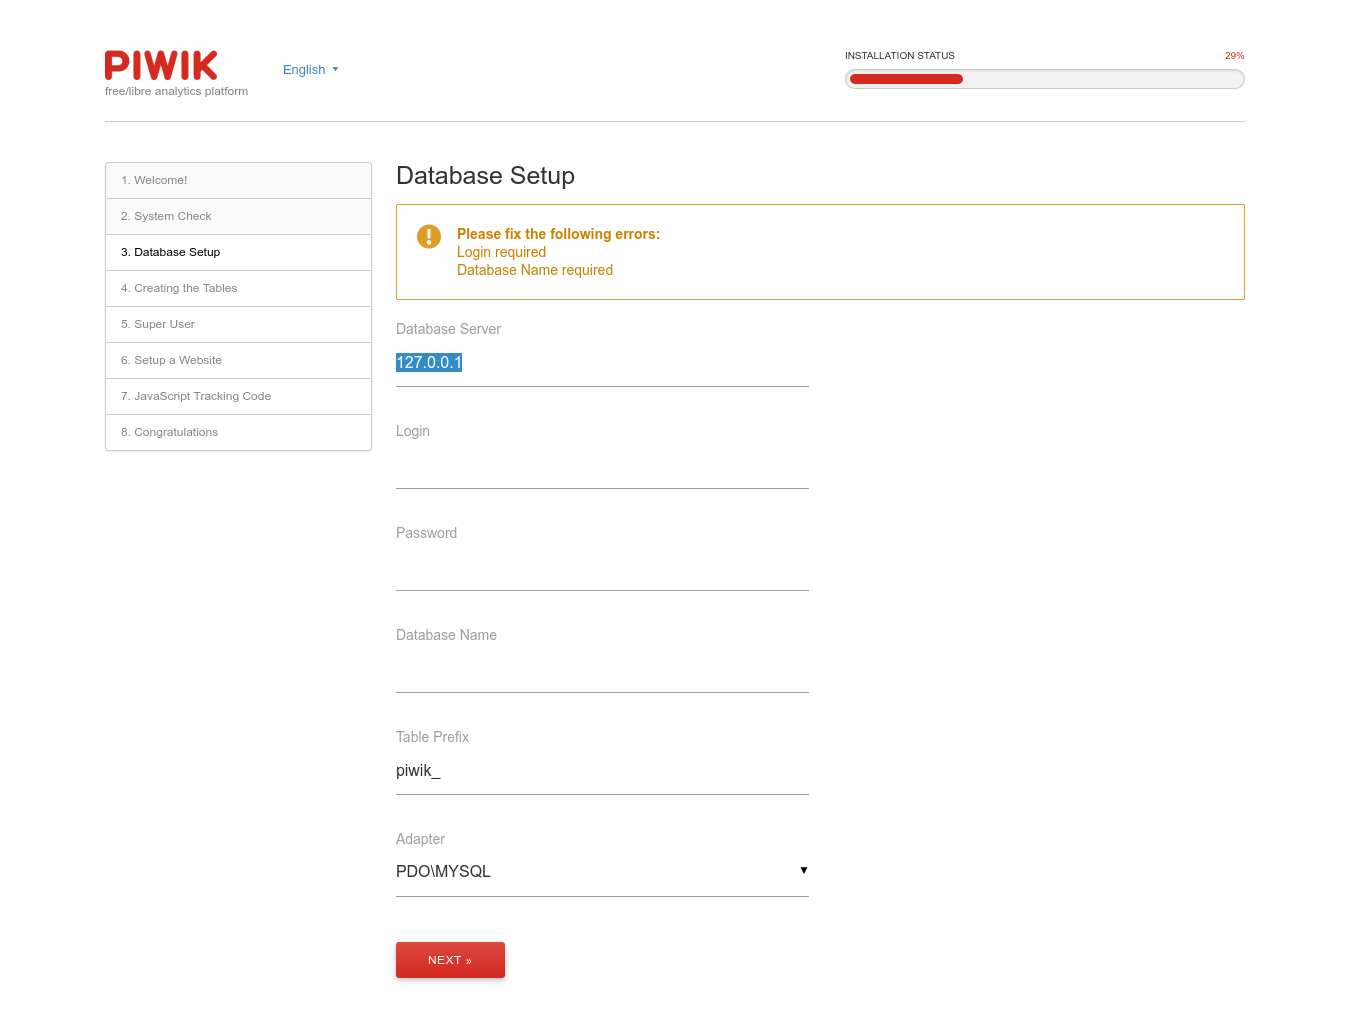 PIWIK
free/libre analytics platform
English
INSTALLATION STATUS
29%
1. Welcome!
2. System Check
3. Database Setup
4. Creating the Tables
5. Super User
6. Setup a Website
7. JavaScript Tracking Code
8. Congratulations
Database Setup
Please fix the following errors:
Login required
Database Name required
Database Server
127.0.0.1
Login
Password
Database Name
Table Prefix
piwik_
Adapter
PDO\MYSQL
NEXT »